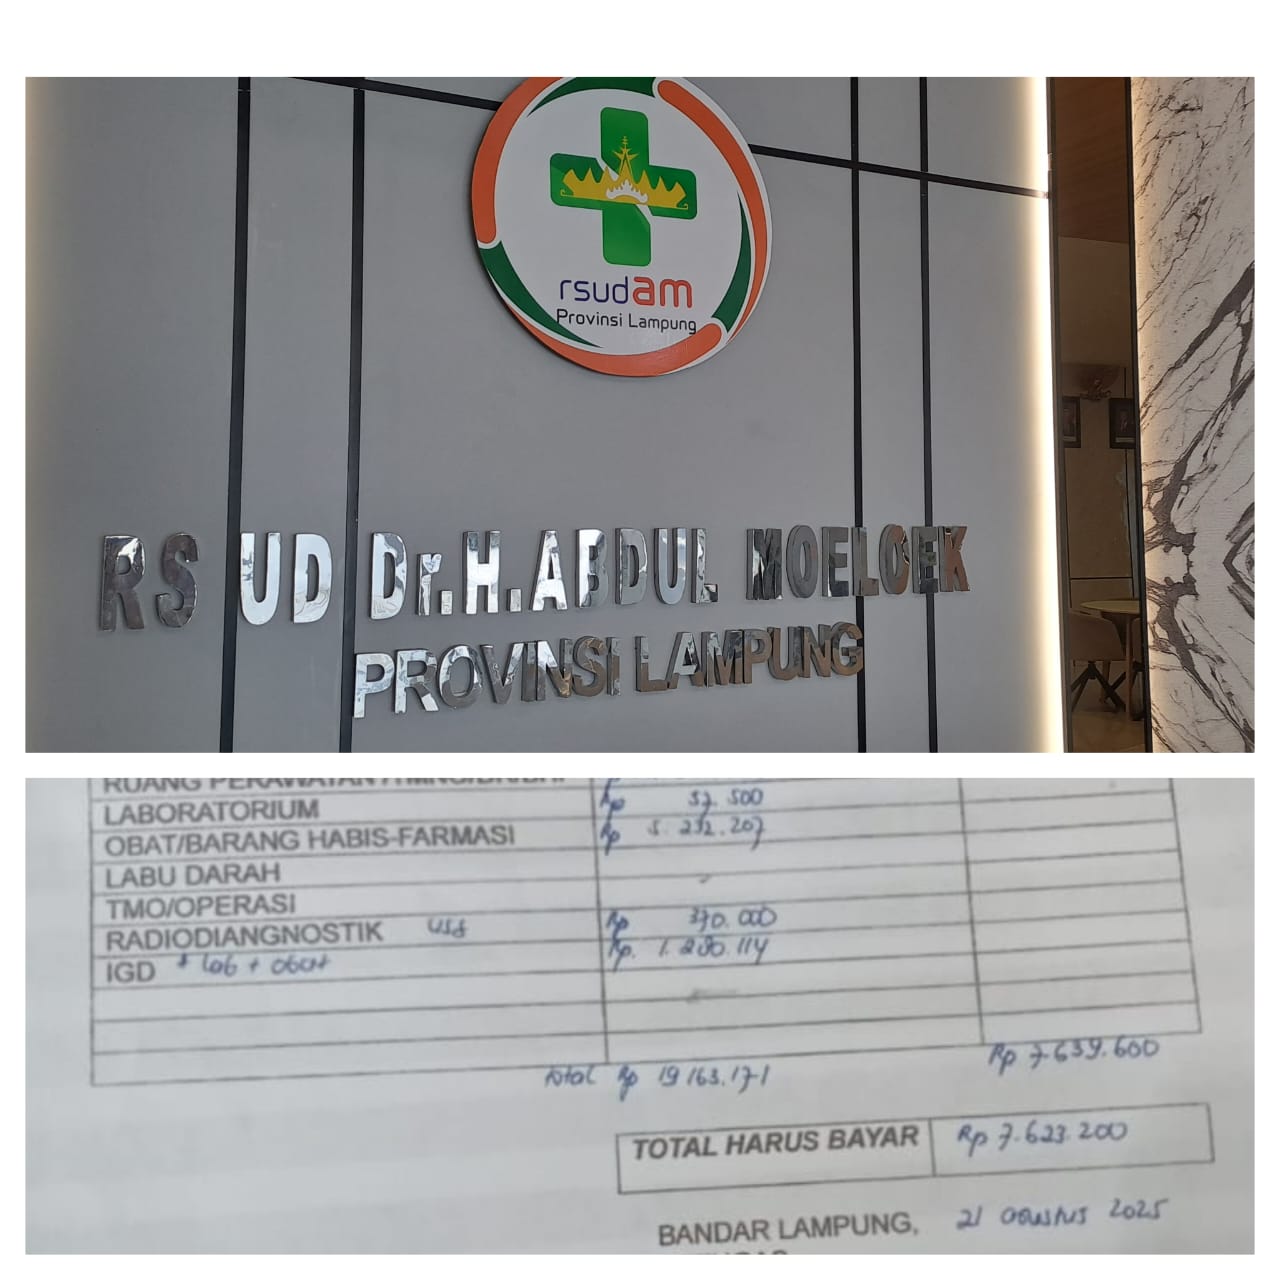 rsudam
Provinsi Lampung
RS UD Dr.H.ABDUL MOELOEK
PROVINSI LAMPUNG
RUANG PERAWATAN
LABORATORIUM Rp 57.500
OBAT/BARANG HABIS-FARMASI Rp 5.232.207
LABU DARAH
TMO/OPERASI
RADIODIANGNOSTIK USG Rp 370.000
IGD + lab + obat Rp. 1.280.114
Total Rp 19 163.171 Rp 7.639.600
TOTAL HARUS BAYAR Rp 7.623.200
BANDAR LAMPUNG, 21 agustus 2025